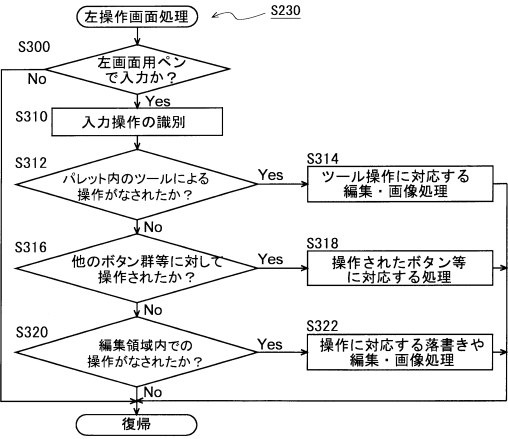 左操作画面処理
S230
S300
左画面用ペン
で入力か？
No
Yes
S310
入力操作の識別
S312
パレット内のツールによる
操作がなされたか？
Yes
S314
ツール操作に対応する
編集・画像処理
No
S316
他のボタン群等に対して
操作されたか？
Yes
S318
操作されたボタン等
に対応する処理
No
S320
編集領域内での
操作がなされたか？
Yes
S322
操作に対応する落書きや
編集・画像処理
No
復帰